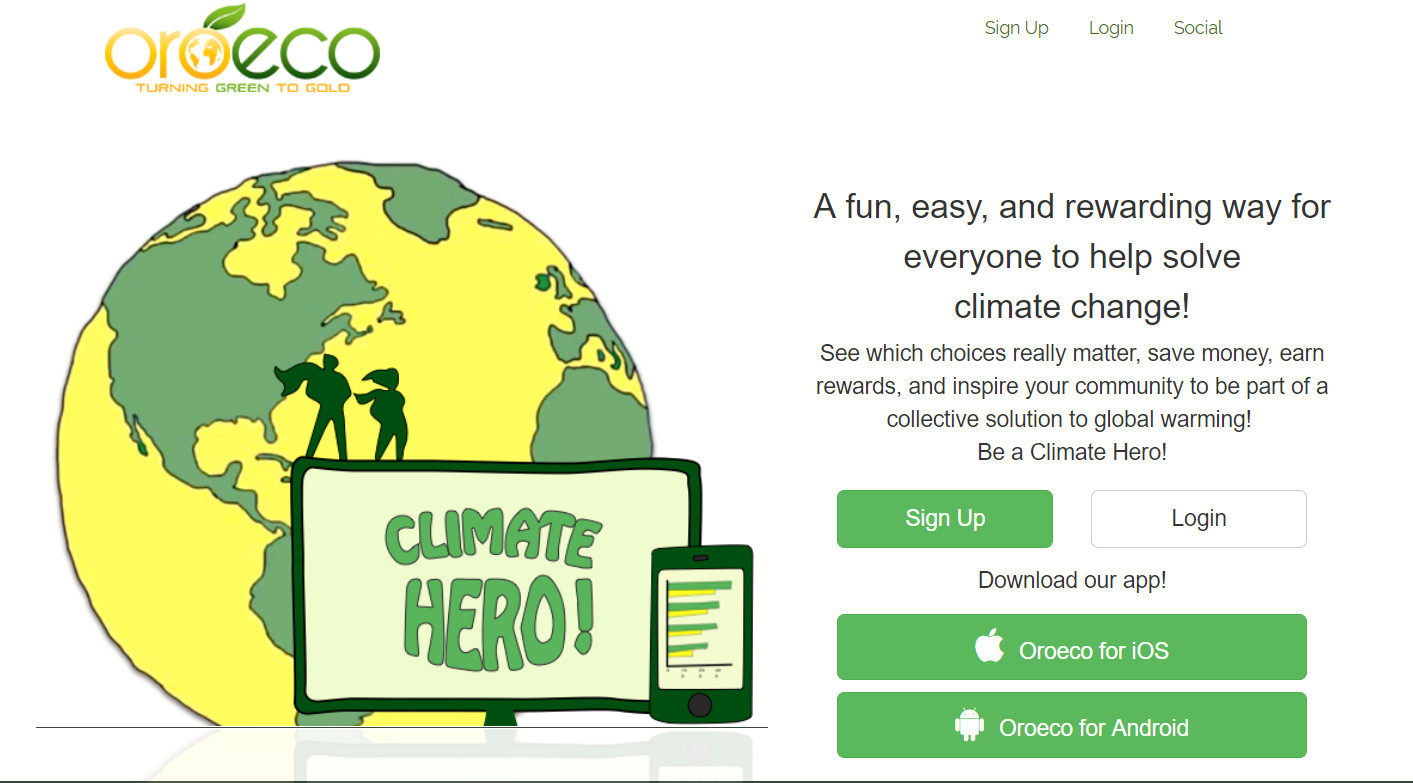 oroeco
TURNING GREEN TO GOLD
Sign Up
Login
Social
A fun, easy, and rewarding way for
everyone to help solve
climate change!
See which choices really matter, save money, earn
rewards, and inspire your community to be part of a
collective solution to global warming!
Be a Climate Hero!
CLIMATE
HERO!
Sign Up
Login
Download our app!
Oroeco for iOS
Oroeco for Android